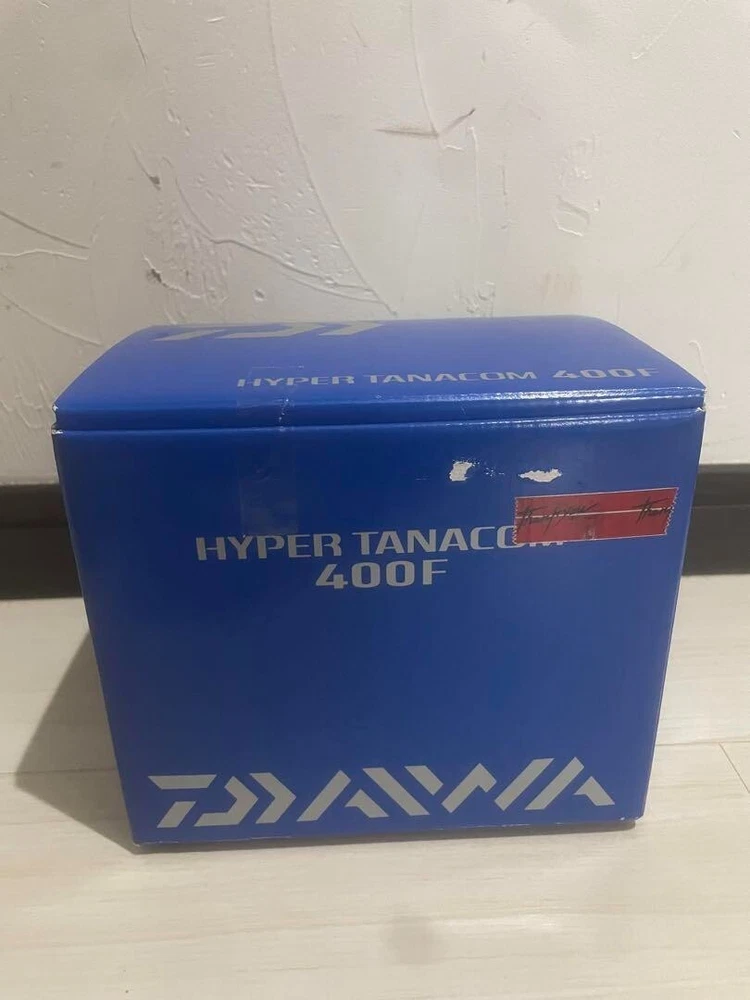 HYPER TANACOM 400F
HYPER TANACOM
400F
DAIWA